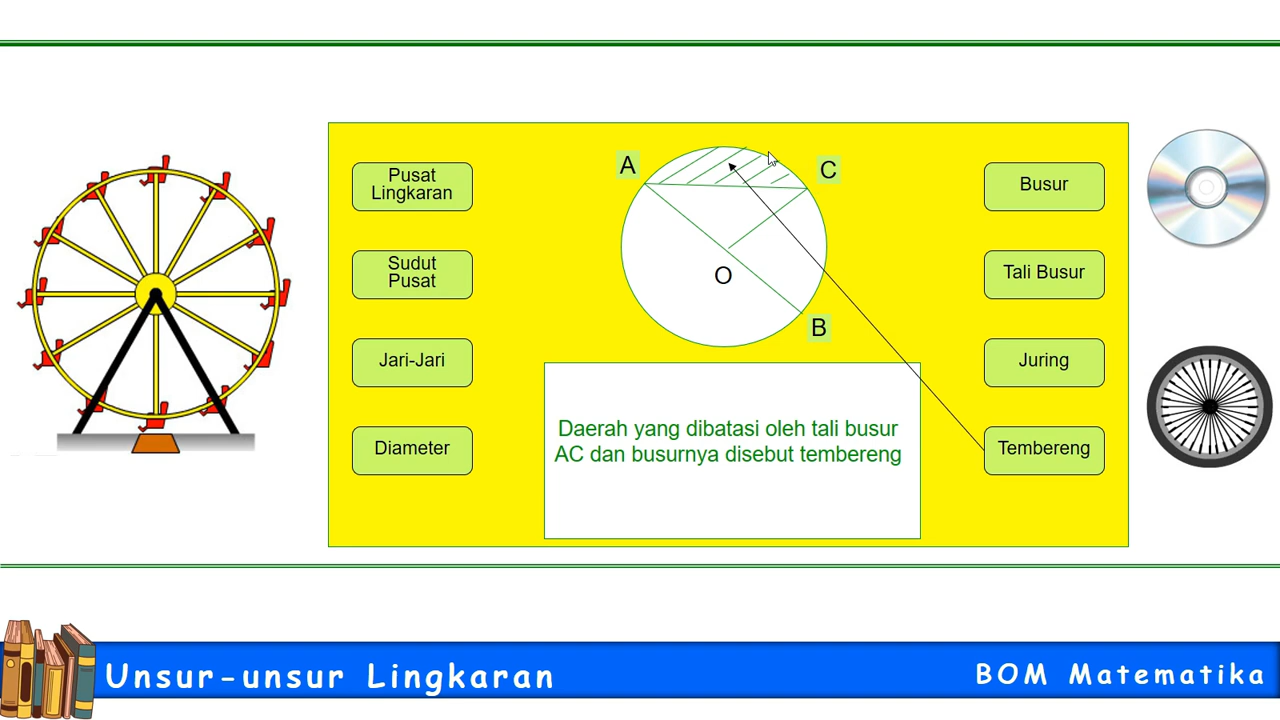 Pusat
Lingkaran
Sudut
Pusat
Jari-Jari
Diameter
A
C
O
B
Daerah yang dibatasi oleh tali busur
AC dan busurnya disebut tembereng
Busur
Tali Busur
Juring
Tembereng
Unsur-unsur Lingkaran
BOM Matematika